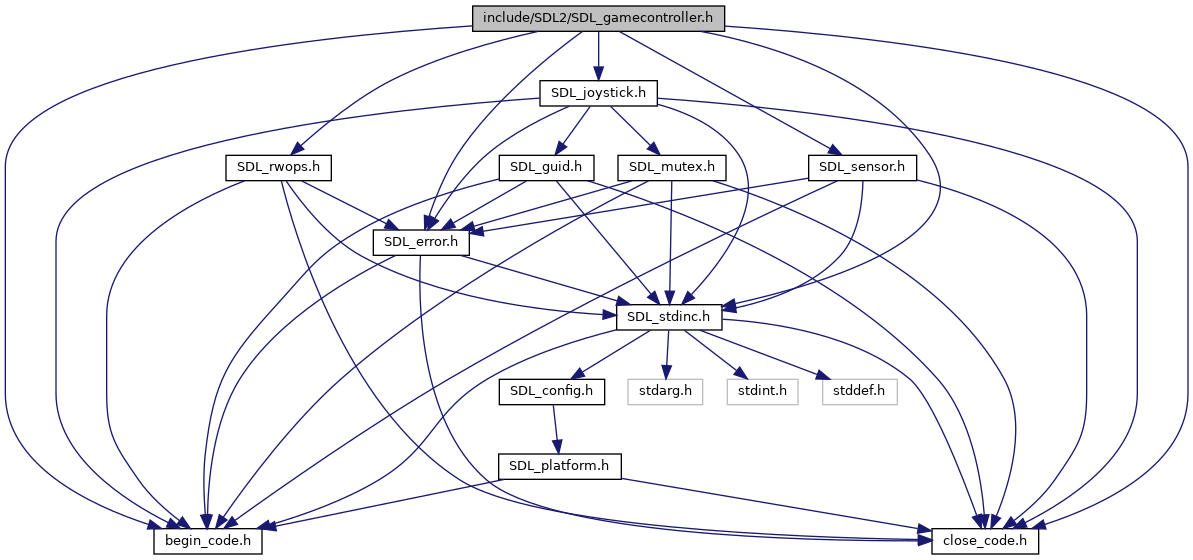 include/SDL2/SDL_gamecontroller.h
SDL_joystick.h
SDL_rwops.h
SDL_guid.h
SDL_mutex.h
SDL_sensor.h
SDL_error.h
SDL_stdinc.h
SDL_config.h
stdarg.h
stdint.h
stddef.h
SDL_platform.h
begin_code.h
close_code.h